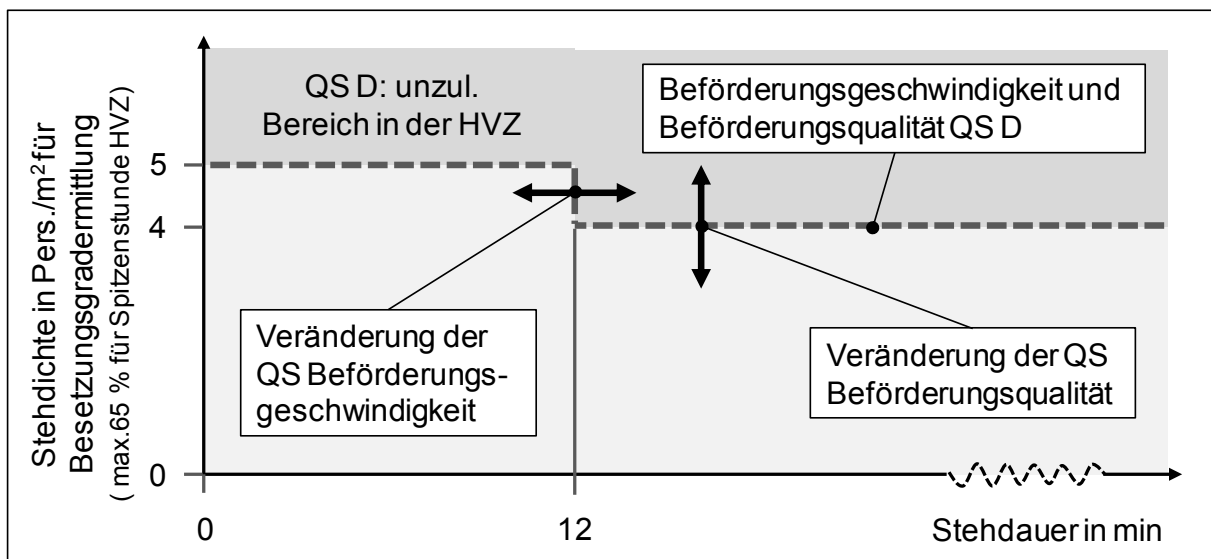 Stehdichte in Pers./m² für
Besetzungsgradermittlung
( max.65 % für Spitzenstunde HVZ)
QS D: unzul.
Bereich in der HVZ
Beförderungsgeschwindigkeit und
Beförderungsqualität QS D
5
4
Veränderung der
QS Beförderungs-
geschwindigkeit
Veränderung der QS
Beförderungsqualität
0
0
12
Stehdauer in min